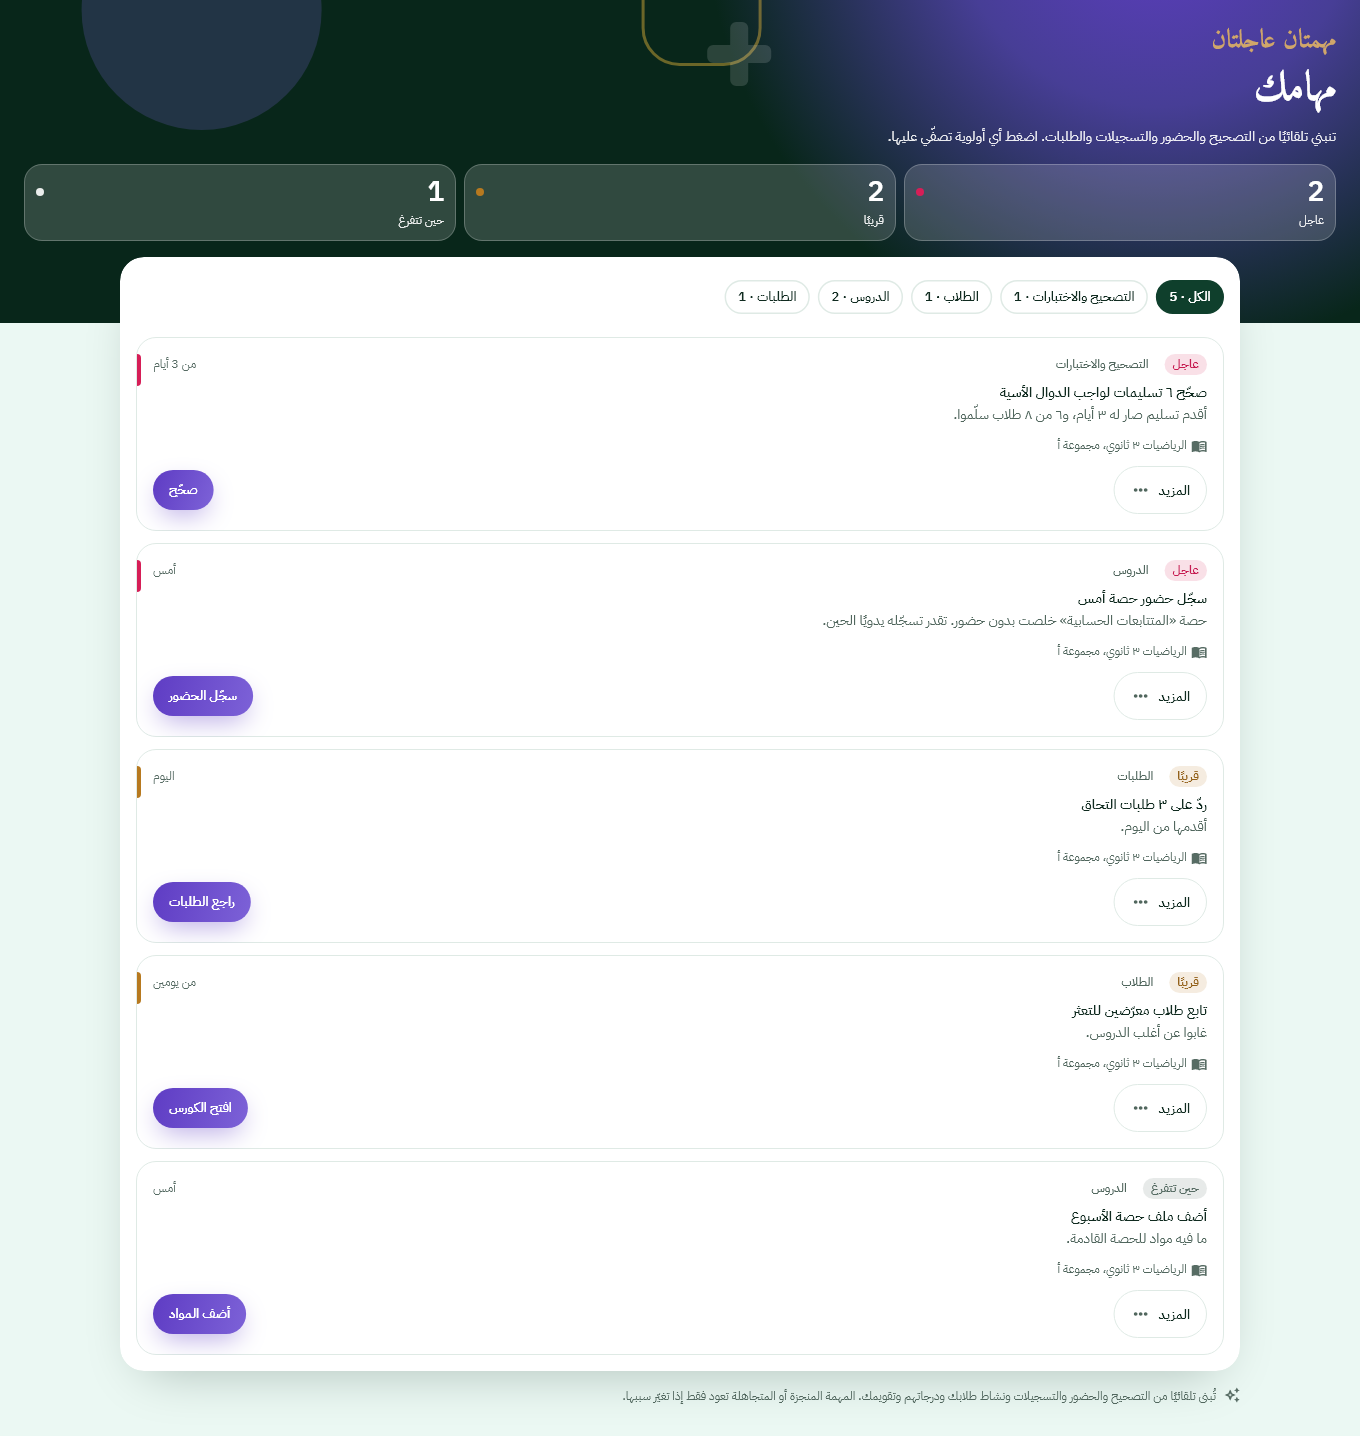 مهمتان عاجلتان
مهامك
تنبني تلقائيًا من التصحيح والحضور والتسجيلات والطلبات. اضغط أي أولوية تصفّي عليها.
2
عاجل
2
قريبًا
1
حين تتفرغ
الكل · 5
التصحيح والاختبارات · 1
الطلاب · 1
الدروس · 2
الطلبات · 1
عاجل
التصحيح والاختبارات
من 3 أيام
صحّح ٦ تسليمات لواجب الدوال الأسية
أقدم تسليم صار له ٣ أيام، و٦ من ٨ طلاب سلّموا.
الرياضيات ٣ ثانوي، مجموعة أ
المزيد
صحّح
عاجل
الدروس
أمس
سجّل حضور حصة أمس
حصة «المتتابعات الحسابية» خلصت بدون حضور. تقدر تسجّله يدويًا الحين.
الرياضيات ٣ ثانوي، مجموعة أ
المزيد
سجّل الحضور
قريبًا
الطلبات
اليوم
ردّ على ٣ طلبات التحاق
أقدمها من اليوم.
الرياضيات ٣ ثانوي، مجموعة أ
المزيد
راجع الطلبات
قريبًا
الطلاب
من يومين
تابع طلاب معرّضين للتعثر
غابوا عن أغلب الدروس.
الرياضيات ٣ ثانوي، مجموعة أ
المزيد
افتح الكورس
حين تتفرغ
الدروس
أمس
أضف ملف حصة الأسبوع
ما فيه مواد للحصة القادمة.
الرياضيات ٣ ثانوي، مجموعة أ
المزيد
أضف المواد
تُبنى تلقائيًا من التصحيح والحضور والتسجيلات ونشاط طلابك ودرجاتهم وتقويمك. المهمة المنجزة أو المتجاهلة تعود فقط إذا تغيّر سببها.